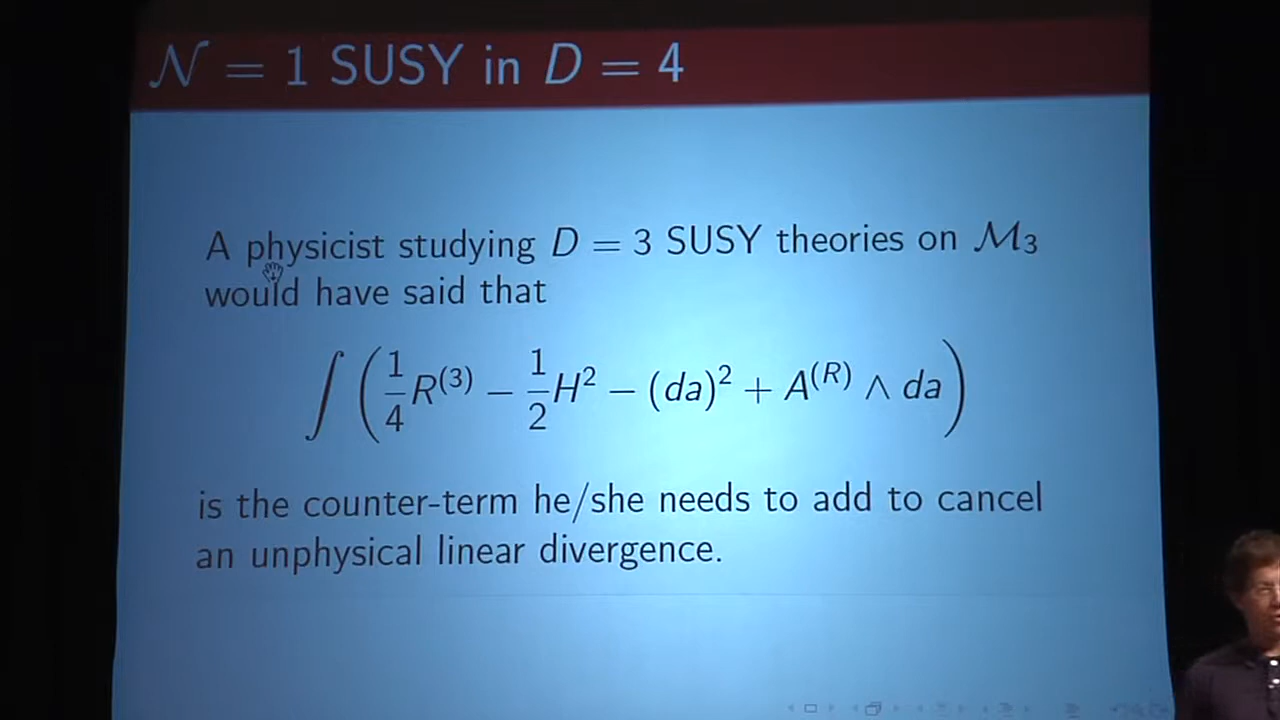 𝒩 = 1 SUSY in D = 4
A physicist studying D = 3 SUSY theories on ℳ₃
would have said that
∫ (1/4 R⁽³⁾ − 1/2 H² − (da)² + A⁽ᴿ⁾ ∧ da)
is the counter-term he/she needs to add to cancel
an unphysical linear divergence.